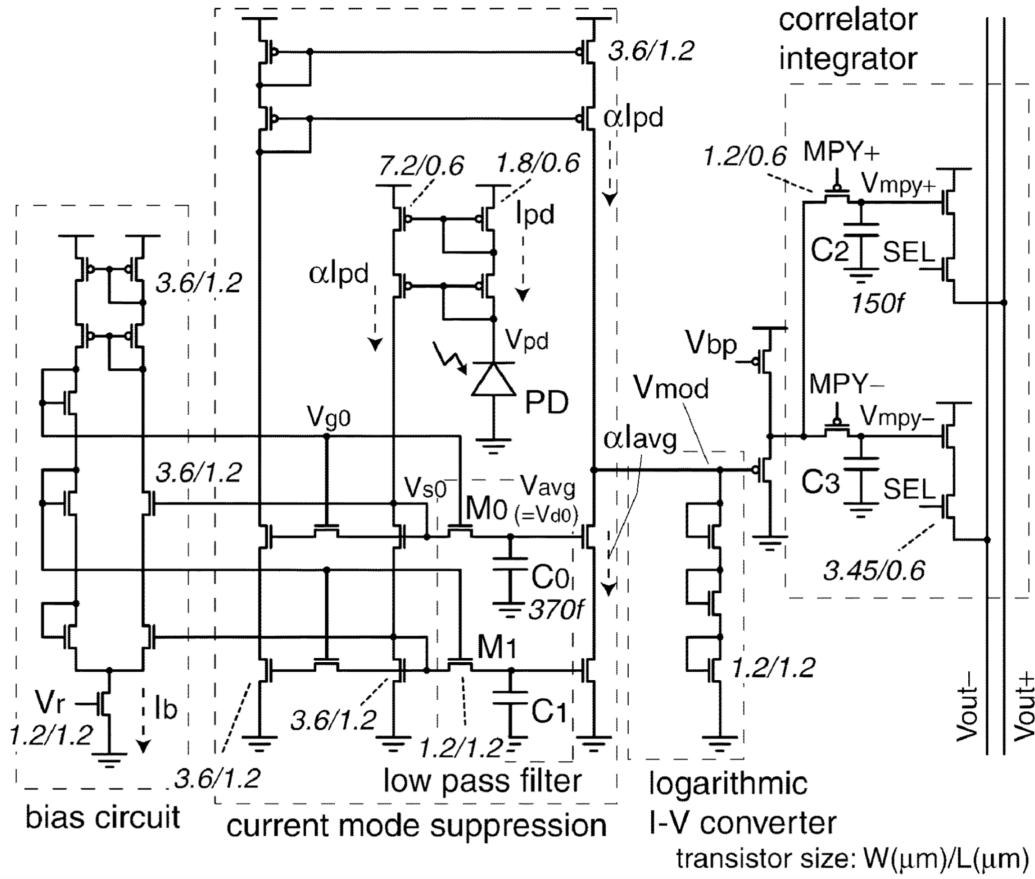 correlator
integrator
3.6/1.2
αIpd
MPY+
1.2/0.6
Vmpy+
7.2/0.6
1.8/0.6
Ipd
C2
SEL
150f
αIpd
3.6/1.2
Vpd
PD
Vbp
MPY−
Vmpy−
Vmod
αIavg
Vg0
C3
SEL
3.6/1.2
Vs0
Vavg
M0
(=Vd0)
3.45/0.6
C0
370f
M1
1.2/1.2
Vr
Ib
1.2/1.2
3.6/1.2
C1
3.6/1.2
1.2/1.2
Vout−
Vout+
low pass filter
bias circuit
current mode suppression
logarithmic
I-V converter
transistor size: W(μm)/L(μm)